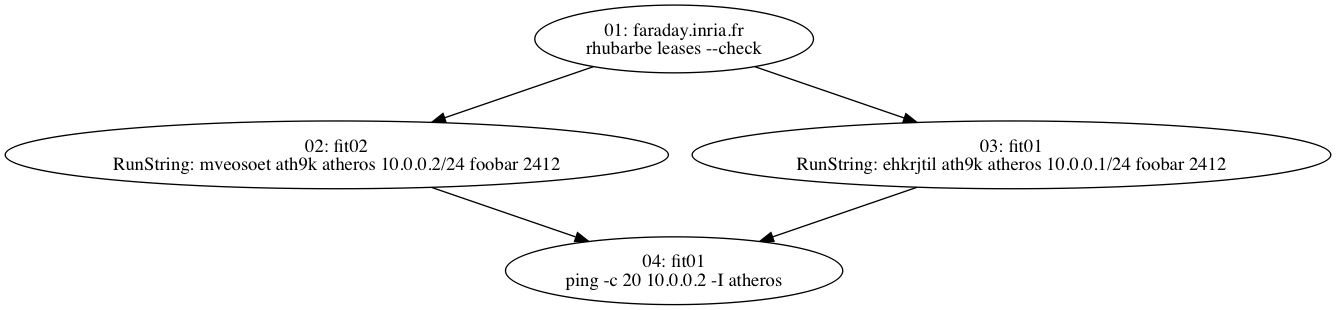 01: faraday.inria.fr
rhubarbe leases --check
02: fit02
RunString: mveosoet ath9k atheros 10.0.0.2/24 foobar 2412
03: fit01
RunString: ehkrjtil ath9k atheros 10.0.0.1/24 foobar 2412
04: fit01
ping -c 20 10.0.0.2 -I atheros